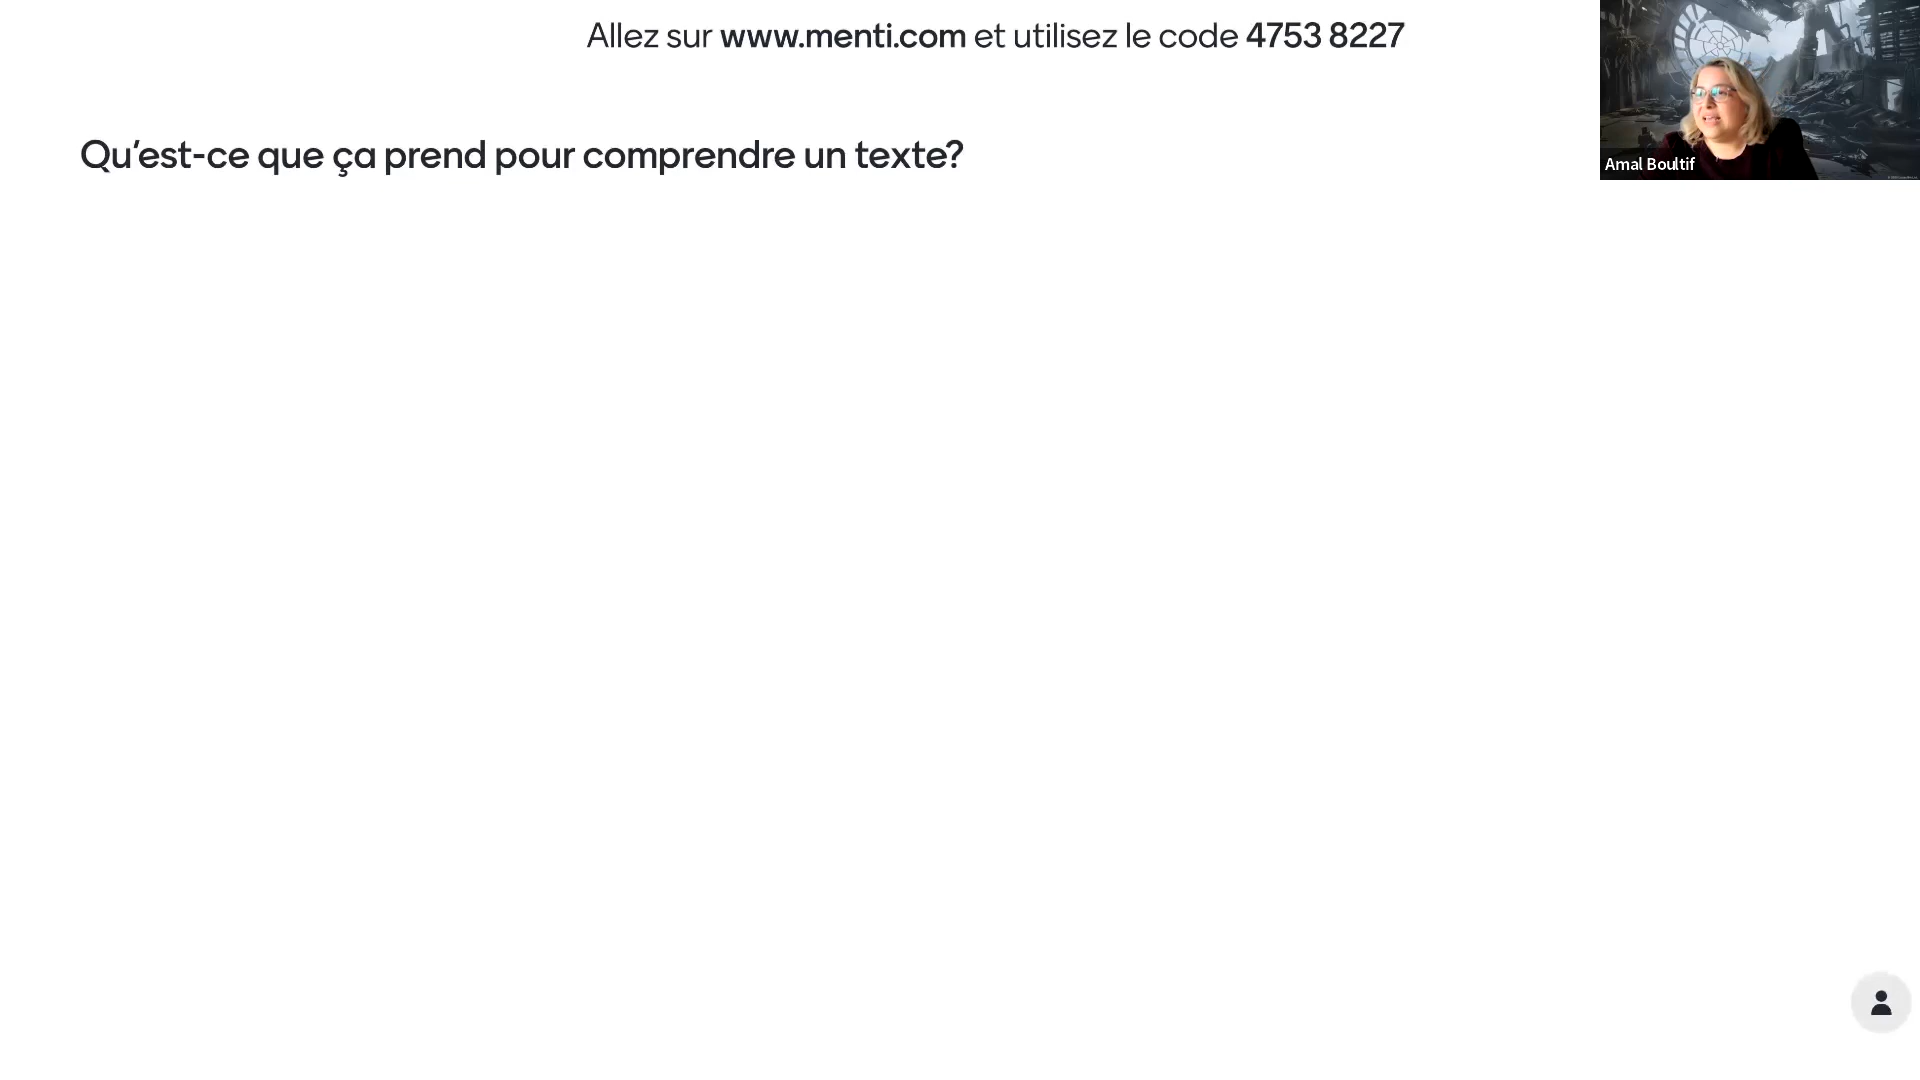 Allez sur www.menti.com et utilisez le code 4753 8227
Qu'est-ce que ça prend pour comprendre un texte?
Amal Boultif